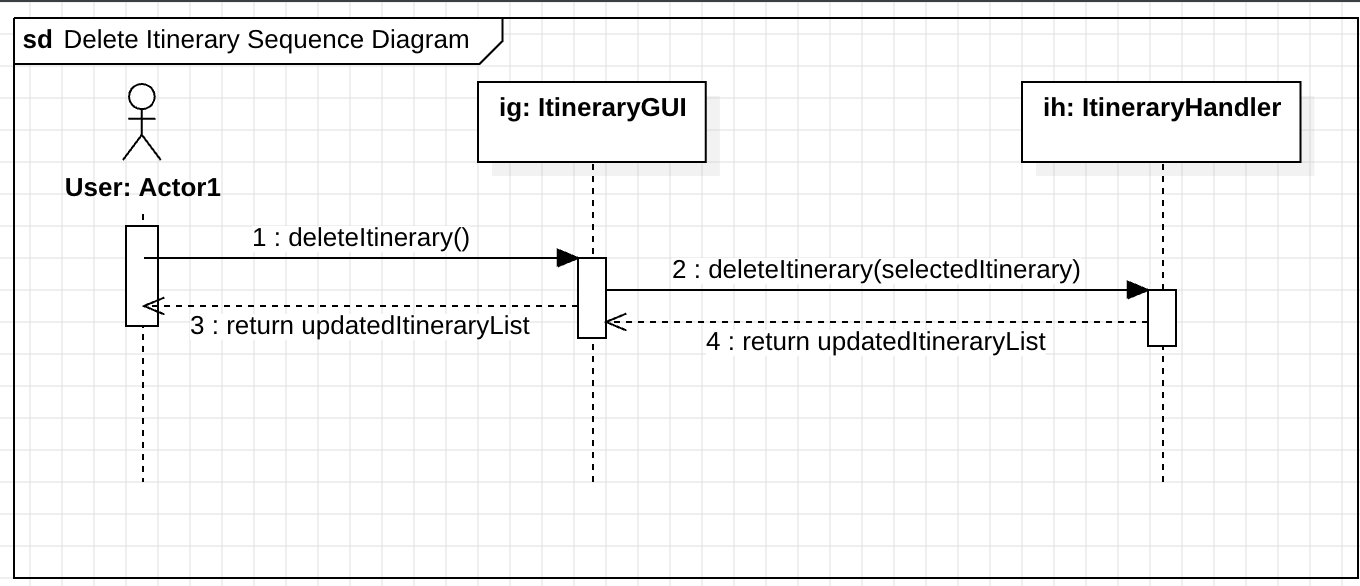 sd Delete Itinerary Sequence Diagram
ig: ItineraryGUI
ih: ItineraryHandler
User: Actor1
1 : deleteItinerary()
2 : deleteItinerary(selectedItinerary)
3 : return updatedItineraryList
4 : return updatedItineraryList